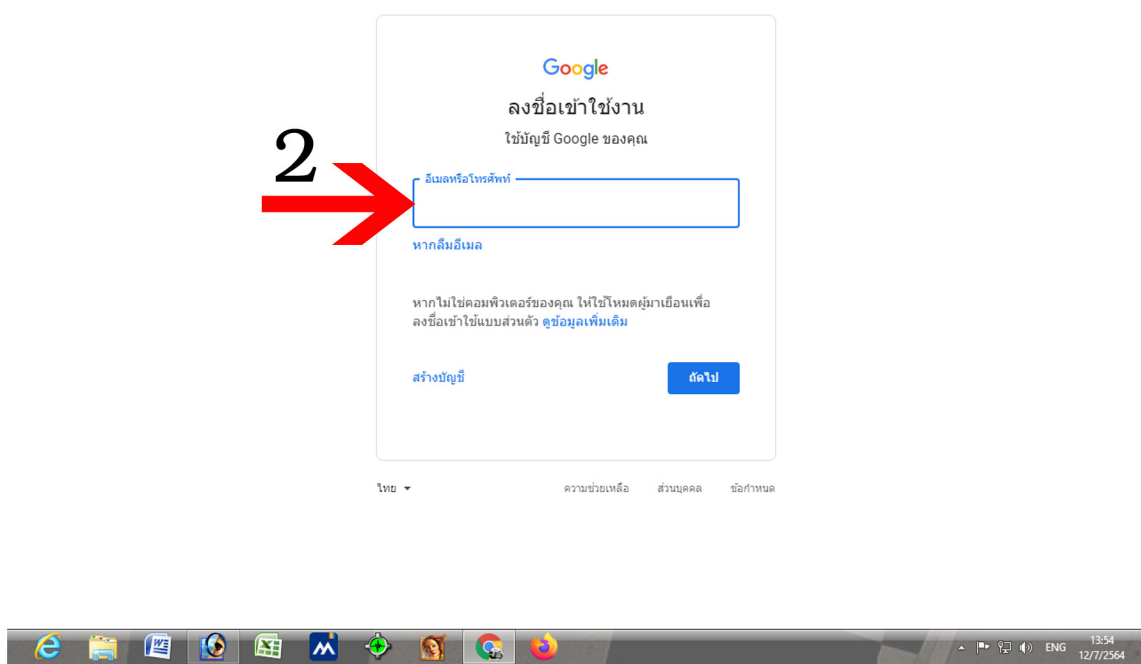 Google
ลงชื่อเข้าใช้งาน
ใช้บัญชี Google ของคุณ
2
อีเมลหรือโทรศัพท์
หากลืมอีเมล
หากไม่ใช่คอมพิวเตอร์ของคุณ ให้ใช้โหมดผู้มาเยือนเพื่อ
ลงชื่อเข้าใช้แบบส่วนตัว ดูข้อมูลเพิ่มเติม
สร้างบัญชี
ถัดไป
ไทย
ความช่วยเหลือ ส่วนบุคคล ข้อกำหนด
ENG
13:54
12/7/2564